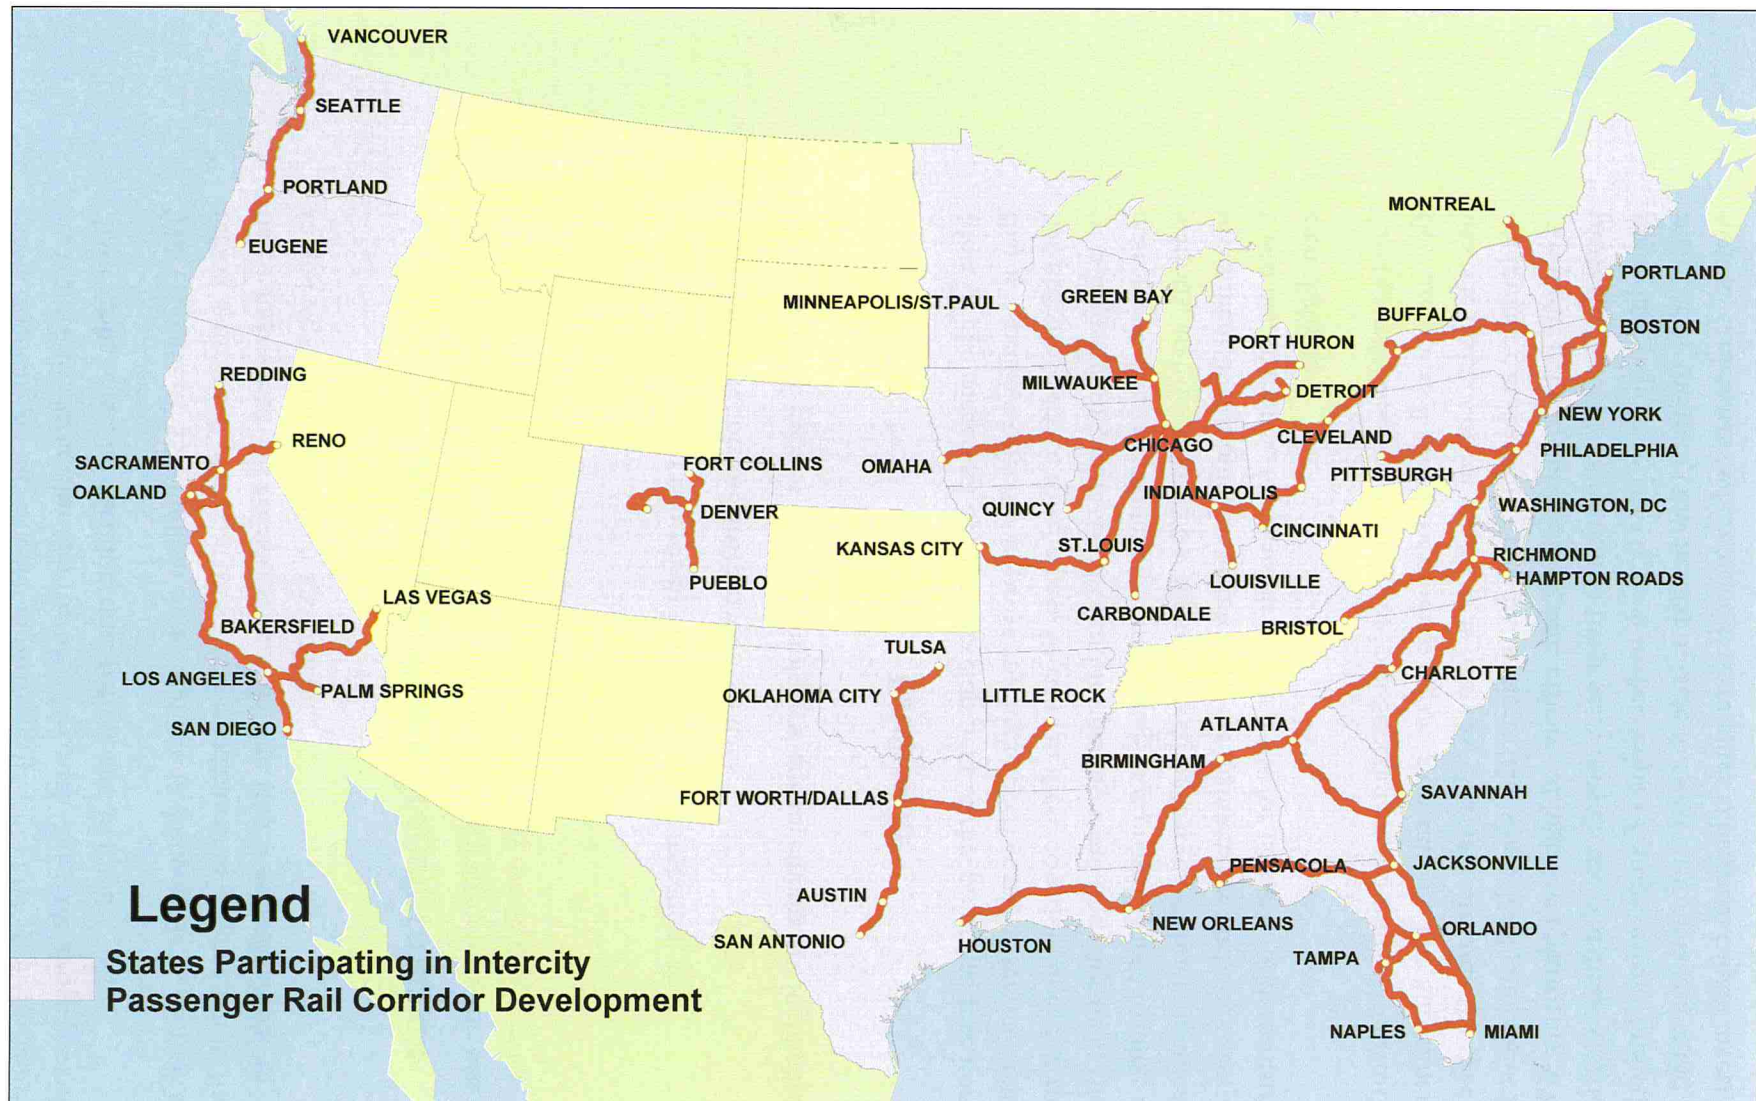 VANCOUVER
SEATTLE
PORTLAND
EUGENE
MONTREAL
PORTLAND
MINNEAPOLIS/ST.PAUL
GREEN BAY
BUFFALO
BOSTON
PORT HURON
REDDING
MILWAUKEE
DETROIT
NEW YORK
RENO
CHICAGO
CLEVELAND
PHILADELPHIA
SACRAMENTO
FORT COLLINS
OMAHA
PITTSBURGH
OAKLAND
INDIANAPOLIS
DENVER
QUINCY
WASHINGTON, DC
CINCINNATI
KANSAS CITY
ST.LOUIS
RICHMOND
PUEBLO
LOUISVILLE
HAMPTON ROADS
LAS VEGAS
CARBONDALE
BAKERSFIELD
BRISTOL
TULSA
LOS ANGELES
PALM SPRINGS
OKLAHOMA CITY
LITTLE ROCK
CHARLOTTE
SAN DIEGO
ATLANTA
BIRMINGHAM
FORT WORTH/DALLAS
SAVANNAH
PENSACOLA
JACKSONVILLE
AUSTIN
NEW ORLEANS
ORLANDO
SAN ANTONIO
HOUSTON
TAMPA
NAPLES
MIAMI
Legend
States Participating in Intercity
Passenger Rail Corridor Development